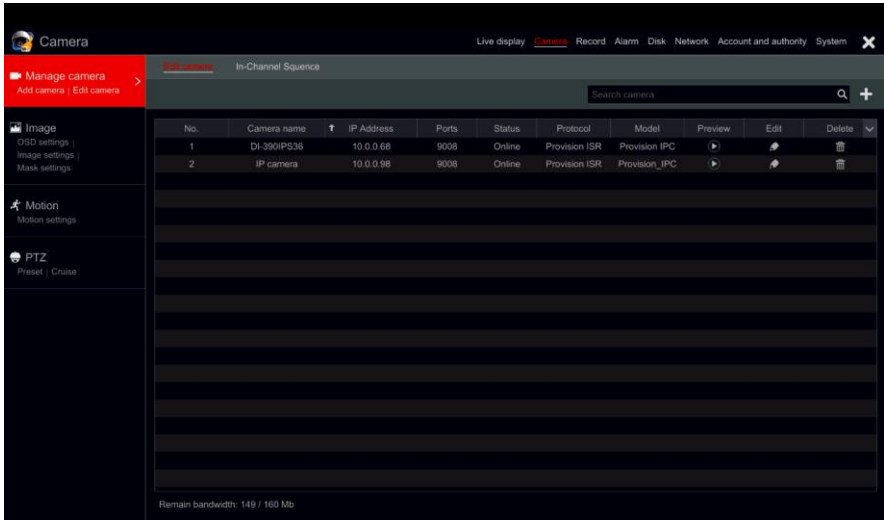 Camera
Live display Camera Record Alarm Disk Network Account and authority System
Manage camera
Add camera | Edit camera
Image
OSD settings |
Image settings |
Mask settings
Motion
Motion settings
PTZ
Preset | Cruise
Edit camera In-Channel Squence
Search camera
No. Camera name IP Address Ports Status Protocol Model Preview Edit Delete
1 DI-390IPS36 10.0.0.68 9008 Online Provision ISR Provision IPC
2 IP camera 10.0.0.98 9008 Online Provision ISR Provision_IPC
Remain bandwidth: 149 / 160 Mb